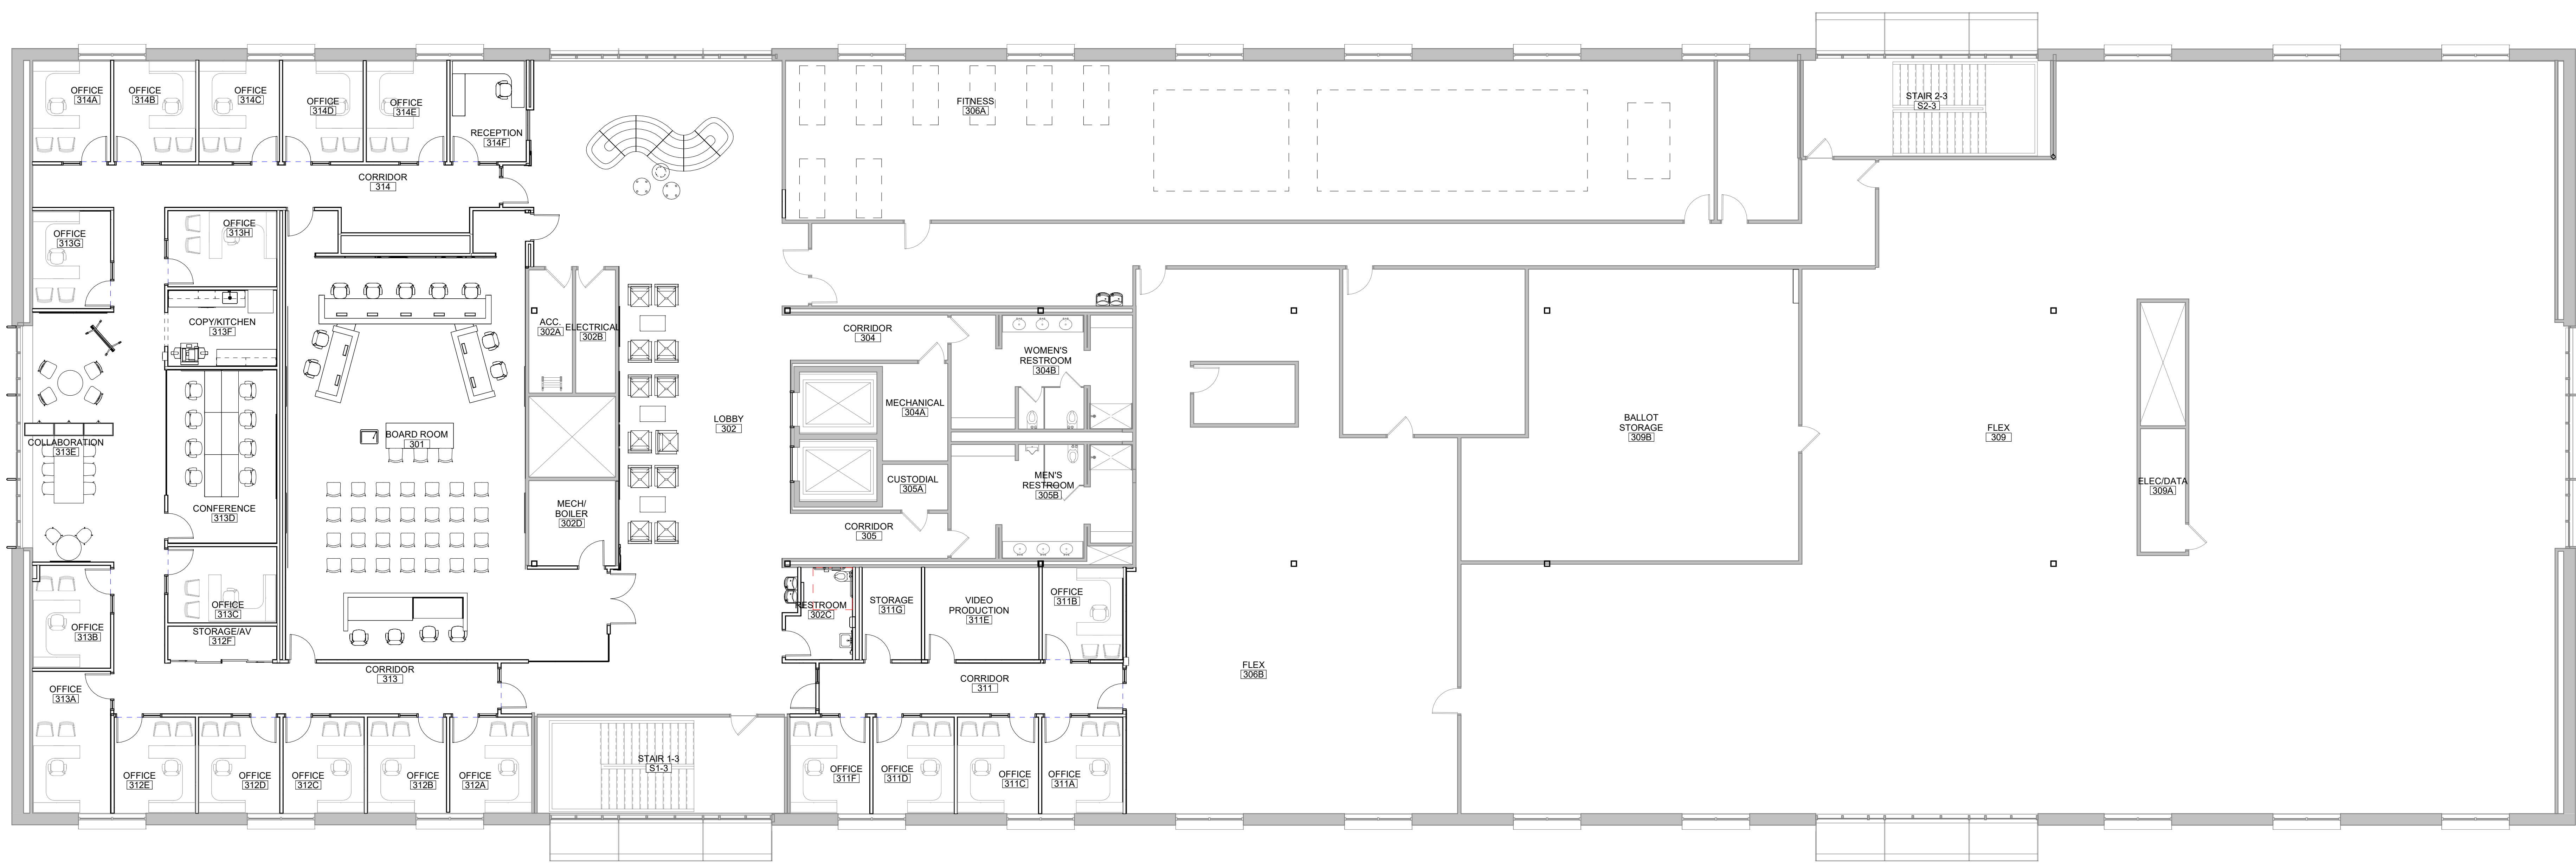 OFFICE
314A
OFFICE
314B
OFFICE
314C
OFFICE
314D
OFFICE
314E
RECEPTION
314F
FITNESS
306A
STAIR 2-3
S2-3
CORRIDOR
314
OFFICE
313G
OFFICE
313H
COPY/KITCHEN
313F
ACC.
302A
ELECTRICAL
302B
CORRIDOR
304
WOMEN'S
RESTROOM
304B
MECHANICAL
304A
LOBBY
302
COLLABORATION
313E
BOARD ROOM
301
BALLOT
STORAGE
309B
FLEX
309
CONFERENCE
313D
MECH/
BOILER
302D
CUSTODIAL
305A
MEN'S
RESTROOM
305B
ELEC/DATA
309A
CORRIDOR
305
OFFICE
313B
OFFICE
313C
STORAGE/AV
312F
RESTROOM
302C
STORAGE
311G
VIDEO
PRODUCTION
311E
OFFICE
311B
OFFICE
313A
CORRIDOR
313
CORRIDOR
311
FLEX
306B
OFFICE
312E
OFFICE
312D
OFFICE
312C
OFFICE
312B
OFFICE
312A
STAIR 1-3
S1-3
OFFICE
311F
OFFICE
311D
OFFICE
311C
OFFICE
311A